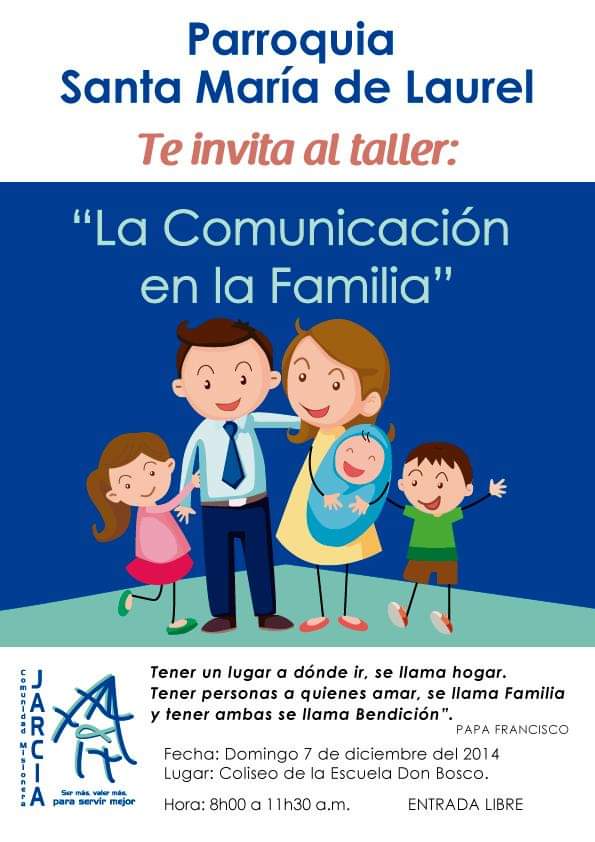 Parroquia
Santa María de Laurel
Te invita al taller:
“La Comunicación
en la Familia”
Tener un lugar a dónde ir, se llama hogar.
Tener personas a quienes amar, se llama Familia
y tener ambas se llama Bendición”.
PAPA FRANCISCO
Fecha: Domingo 7 de diciembre del 2014
Lugar: Coliseo de la Escuela Don Bosco.
Hora: 8h00 a 11h30 a.m. ENTRADA LIBRE
Comunidad Misionera
JARCIA
Ser más, valer más,
para servir mejor